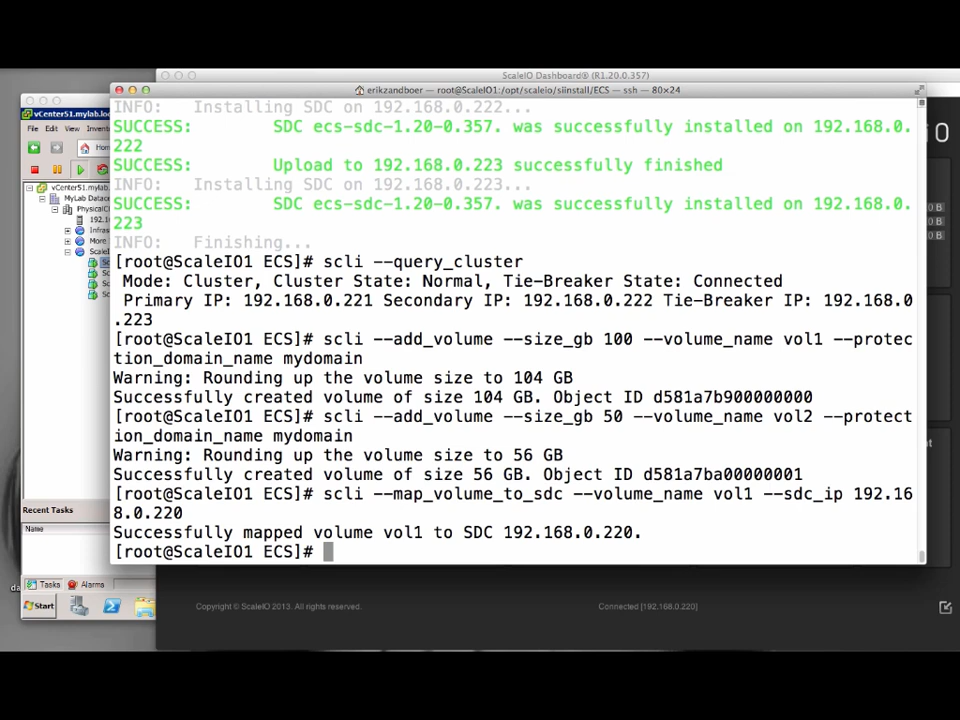 ScaleIO Dashboard® (R1.20.0.357)
erikzandboer — root@ScaleIO1:/opt/scaleio/siinstall/ECS — ssh — 80×24
vCenter51.mylab.loc
File Edit View Invento
Hom
vCenter51.mylab.
MyLab Datace
PhysicalCl
192.1
Infras
More
ScaleI
INFO: Installing SDC on 192.168.0.222...
SUCCESS: SDC ecs-sdc-1.20-0.357. was successfully installed on 192.168.0.
222
SUCCESS: Upload to 192.168.0.223 successfully finished
INFO: Installing SDC on 192.168.0.223...
SUCCESS: SDC ecs-sdc-1.20-0.357. was successfully installed on 192.168.0.
223
INFO: Finishing...
[root@ScaleIO1 ECS]# scli --query_cluster
Mode: Cluster, Cluster State: Normal, Tie-Breaker State: Connected
Primary IP: 192.168.0.221 Secondary IP: 192.168.0.222 Tie-Breaker IP: 192.168.0
.223
[root@ScaleIO1 ECS]# scli --add_volume --size_gb 100 --volume_name vol1 --protec
tion_domain_name mydomain
Warning: Rounding up the volume size to 104 GB
Successfully created volume of size 104 GB. Object ID d581a7b900000000
[root@ScaleIO1 ECS]# scli --add_volume --size_gb 50 --volume_name vol2 --protect
ion_domain_name mydomain
Warning: Rounding up the volume size to 56 GB
Successfully created volume of size 56 GB. Object ID d581a7ba00000001
[root@ScaleIO1 ECS]# scli --map_volume_to_sdc --volume_name vol1 --sdc_ip 192.16
8.0.220
Successfully mapped volume vol1 to SDC 192.168.0.220.
[root@ScaleIO1 ECS]#
IO
0 B
0 B
0 B
Recent Tasks
Name
Tasks Alarms
Start
Copyright © ScaleIO 2013. All rights reserved.
Connected [192.168.0.220]